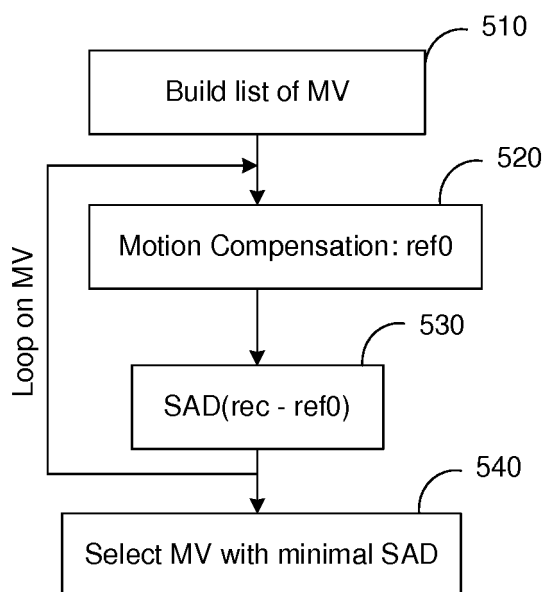 510
Build list of MV
520
Motion Compensation: ref0
Loop on MV
530
SAD(rec - ref0)
540
Select MV with minimal SAD